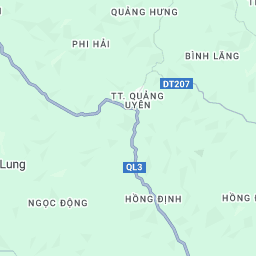 QUẢNG HƯNG
PHI HẢI
BÌNH LĂNG
DT207
TT. QUẢNG
UYÊN
Lung
QL3
NGỌC ĐỘNG
HỒNG ĐỊNH
HỒNG